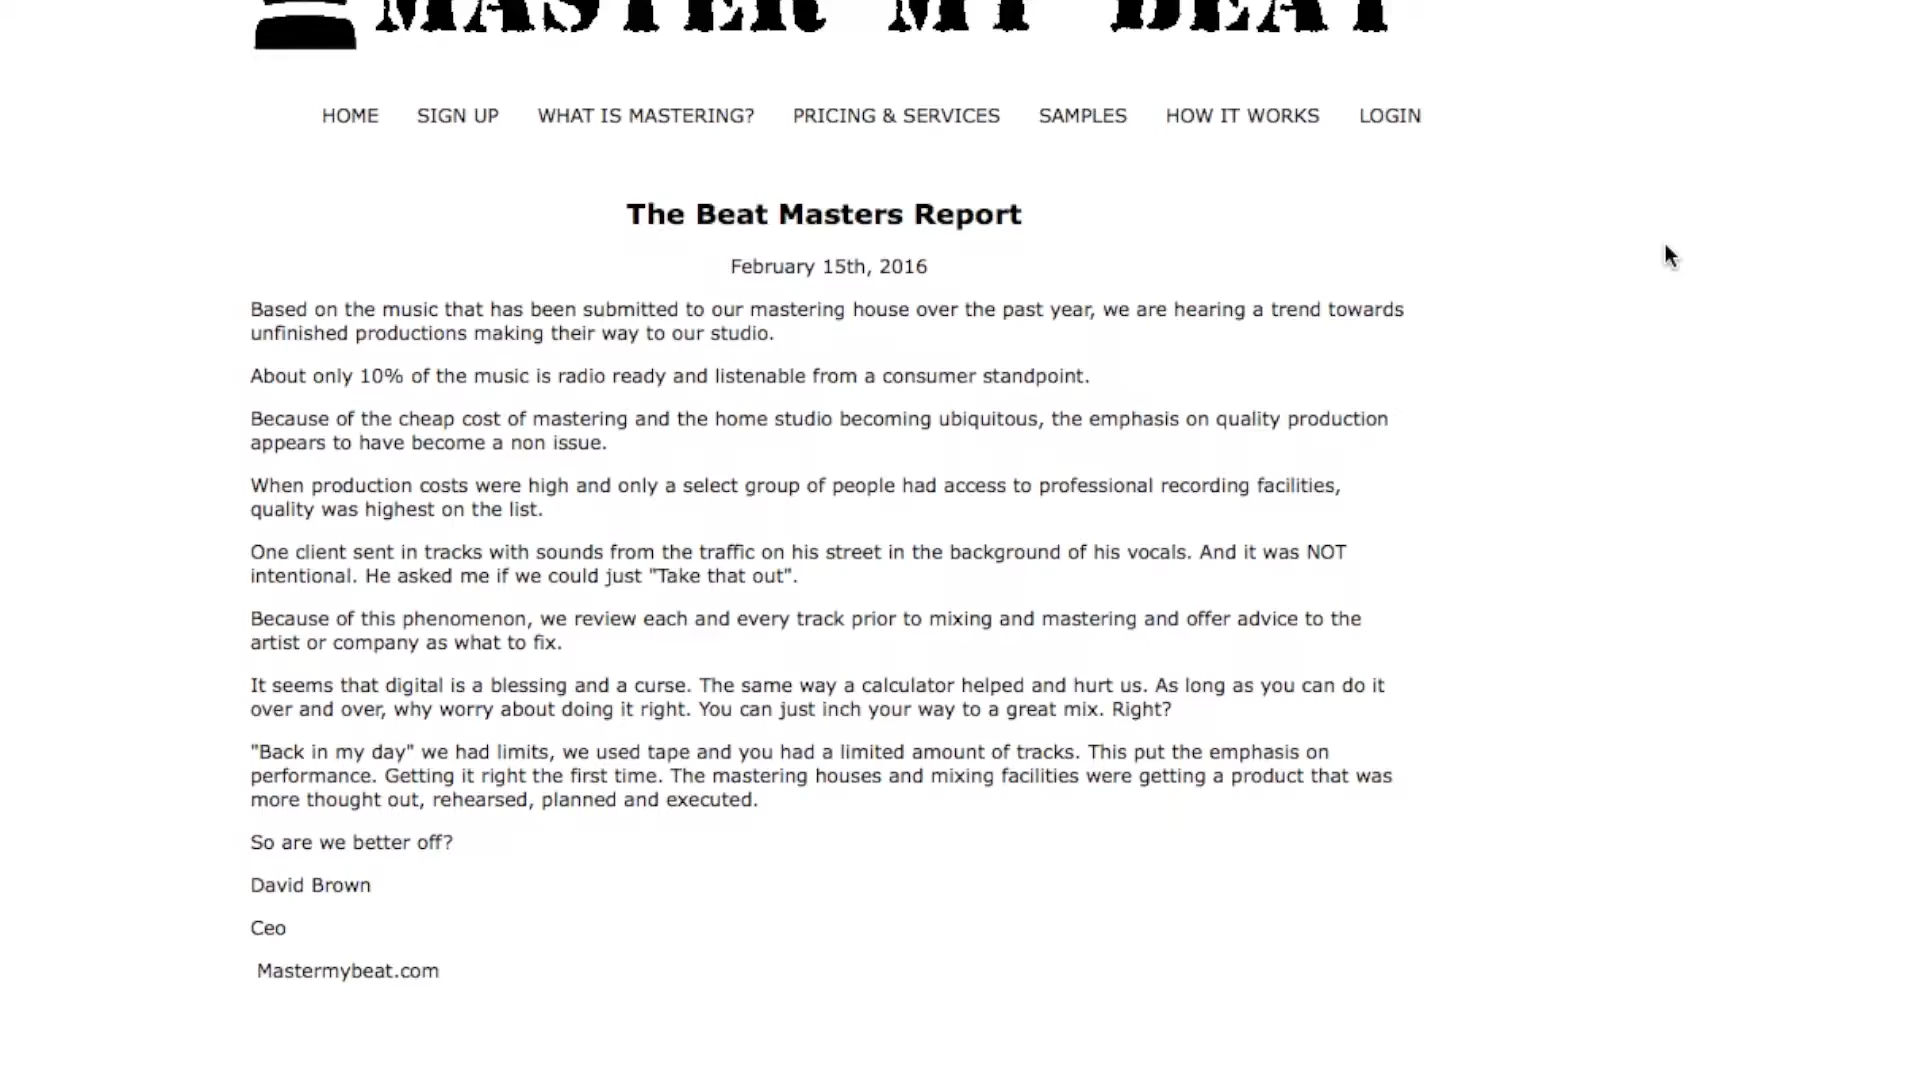 MASTER MY BEAT
HOME SIGN UP WHAT IS MASTERING? PRICING & SERVICES SAMPLES HOW IT WORKS LOGIN
The Beat Masters Report
February 15th, 2016
Based on the music that has been submitted to our mastering house over the past year, we are hearing a trend towards
unfinished productions making their way to our studio.
About only 10% of the music is radio ready and listenable from a consumer standpoint.
Because of the cheap cost of mastering and the home studio becoming ubiquitous, the emphasis on quality production
appears to have become a non issue.
When production costs were high and only a select group of people had access to professional recording facilities,
quality was highest on the list.
One client sent in tracks with sounds from the traffic on his street in the background of his vocals. And it was NOT
intentional. He asked me if we could just "Take that out".
Because of this phenomenon, we review each and every track prior to mixing and mastering and offer advice to the
artist or company as what to fix.
It seems that digital is a blessing and a curse. The same way a calculator helped and hurt us. As long as you can do it
over and over, why worry about doing it right. You can just inch your way to a great mix. Right?
"Back in my day" we had limits, we used tape and you had a limited amount of tracks. This put the emphasis on
performance. Getting it right the first time. The mastering houses and mixing facilities were getting a product that was
more thought out, rehearsed, planned and executed.
So are we better off?
David Brown
Ceo
Mastermybeat.com